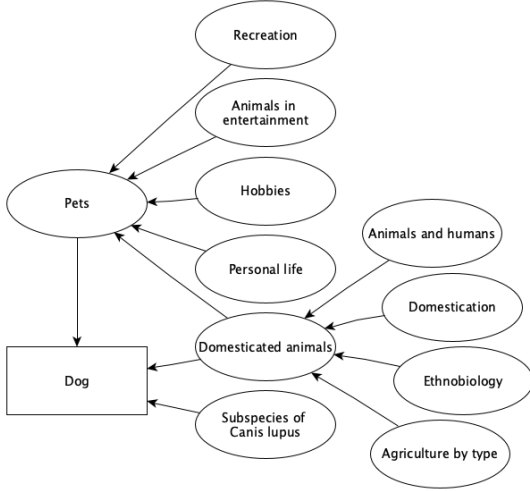 Recreation
Animals in
entertainment
Pets
Hobbies
Animals and humans
Personal life
Domestication
Domesticated animals
Ethnobiology
Dog
Subspecies of
Canis lupus
Agriculture by type